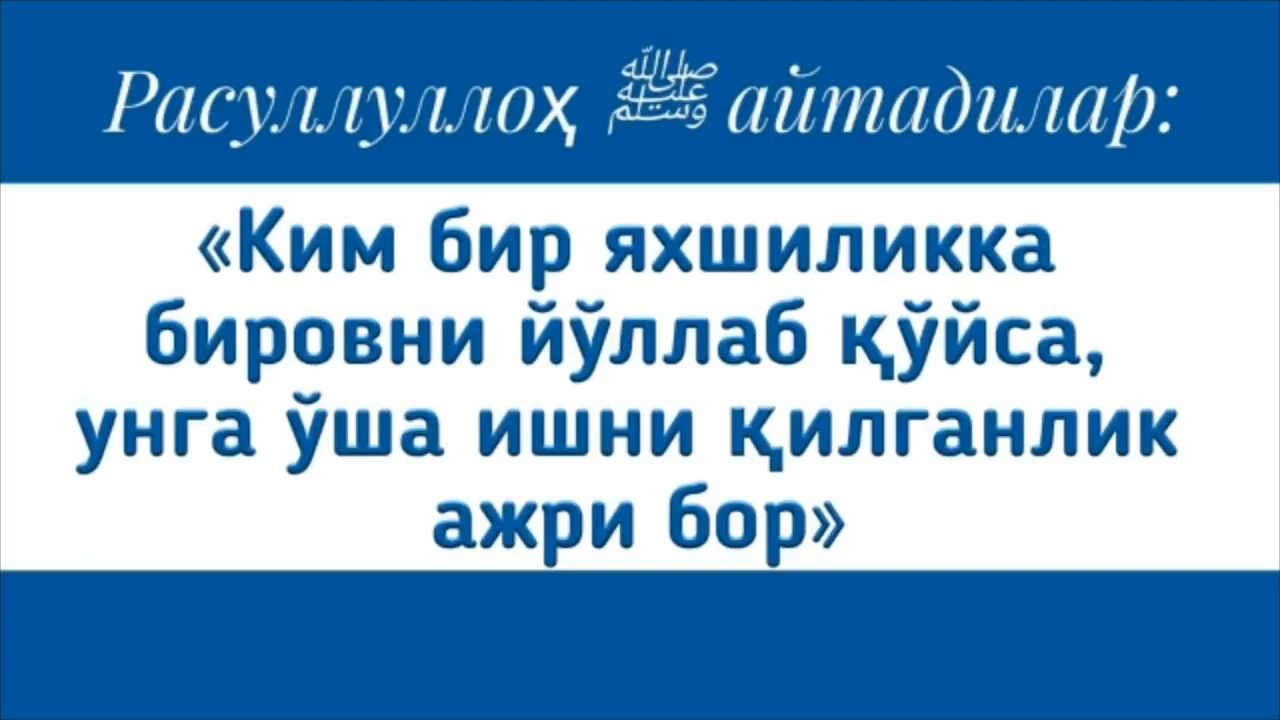 Расуллуллоҳ ﷺ айтадилар:
«Ким бир яхшиликка
бировни йўллаб қўйса,
унга ўша ишни қилганлик
ажри бор»